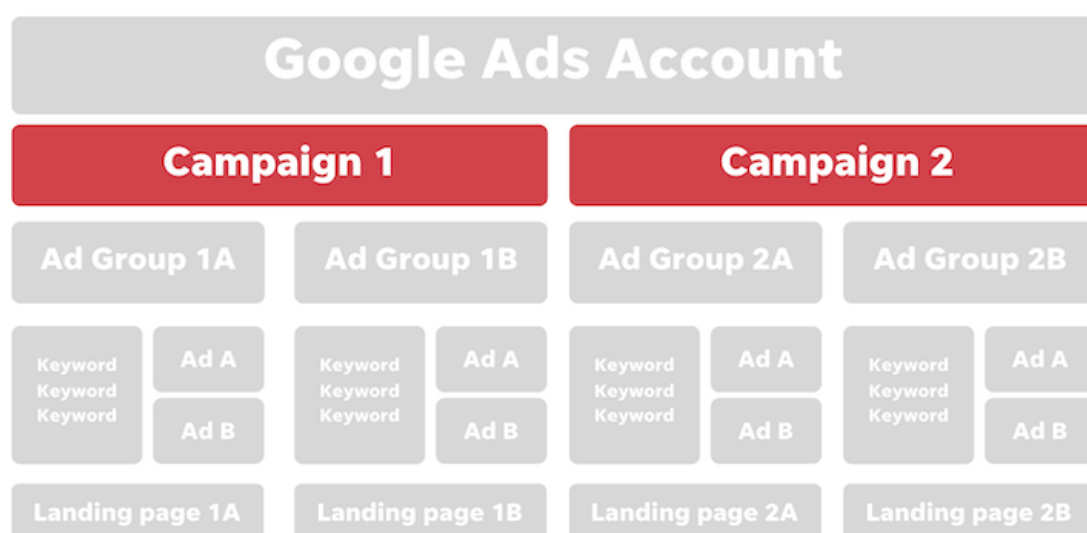 Google Ads Account
Campaign 1
Campaign 2
Ad Group 1A
Ad Group 1B
Ad Group 2A
Ad Group 2B
Keyword
Keyword
Keyword
Ad A
Ad B
Keyword
Keyword
Keyword
Ad A
Ad B
Keyword
Keyword
Keyword
Ad A
Ad B
Keyword
Keyword
Keyword
Ad A
Ad B
Landing page 1A
Landing page 1B
Landing page 2A
Landing page 2B